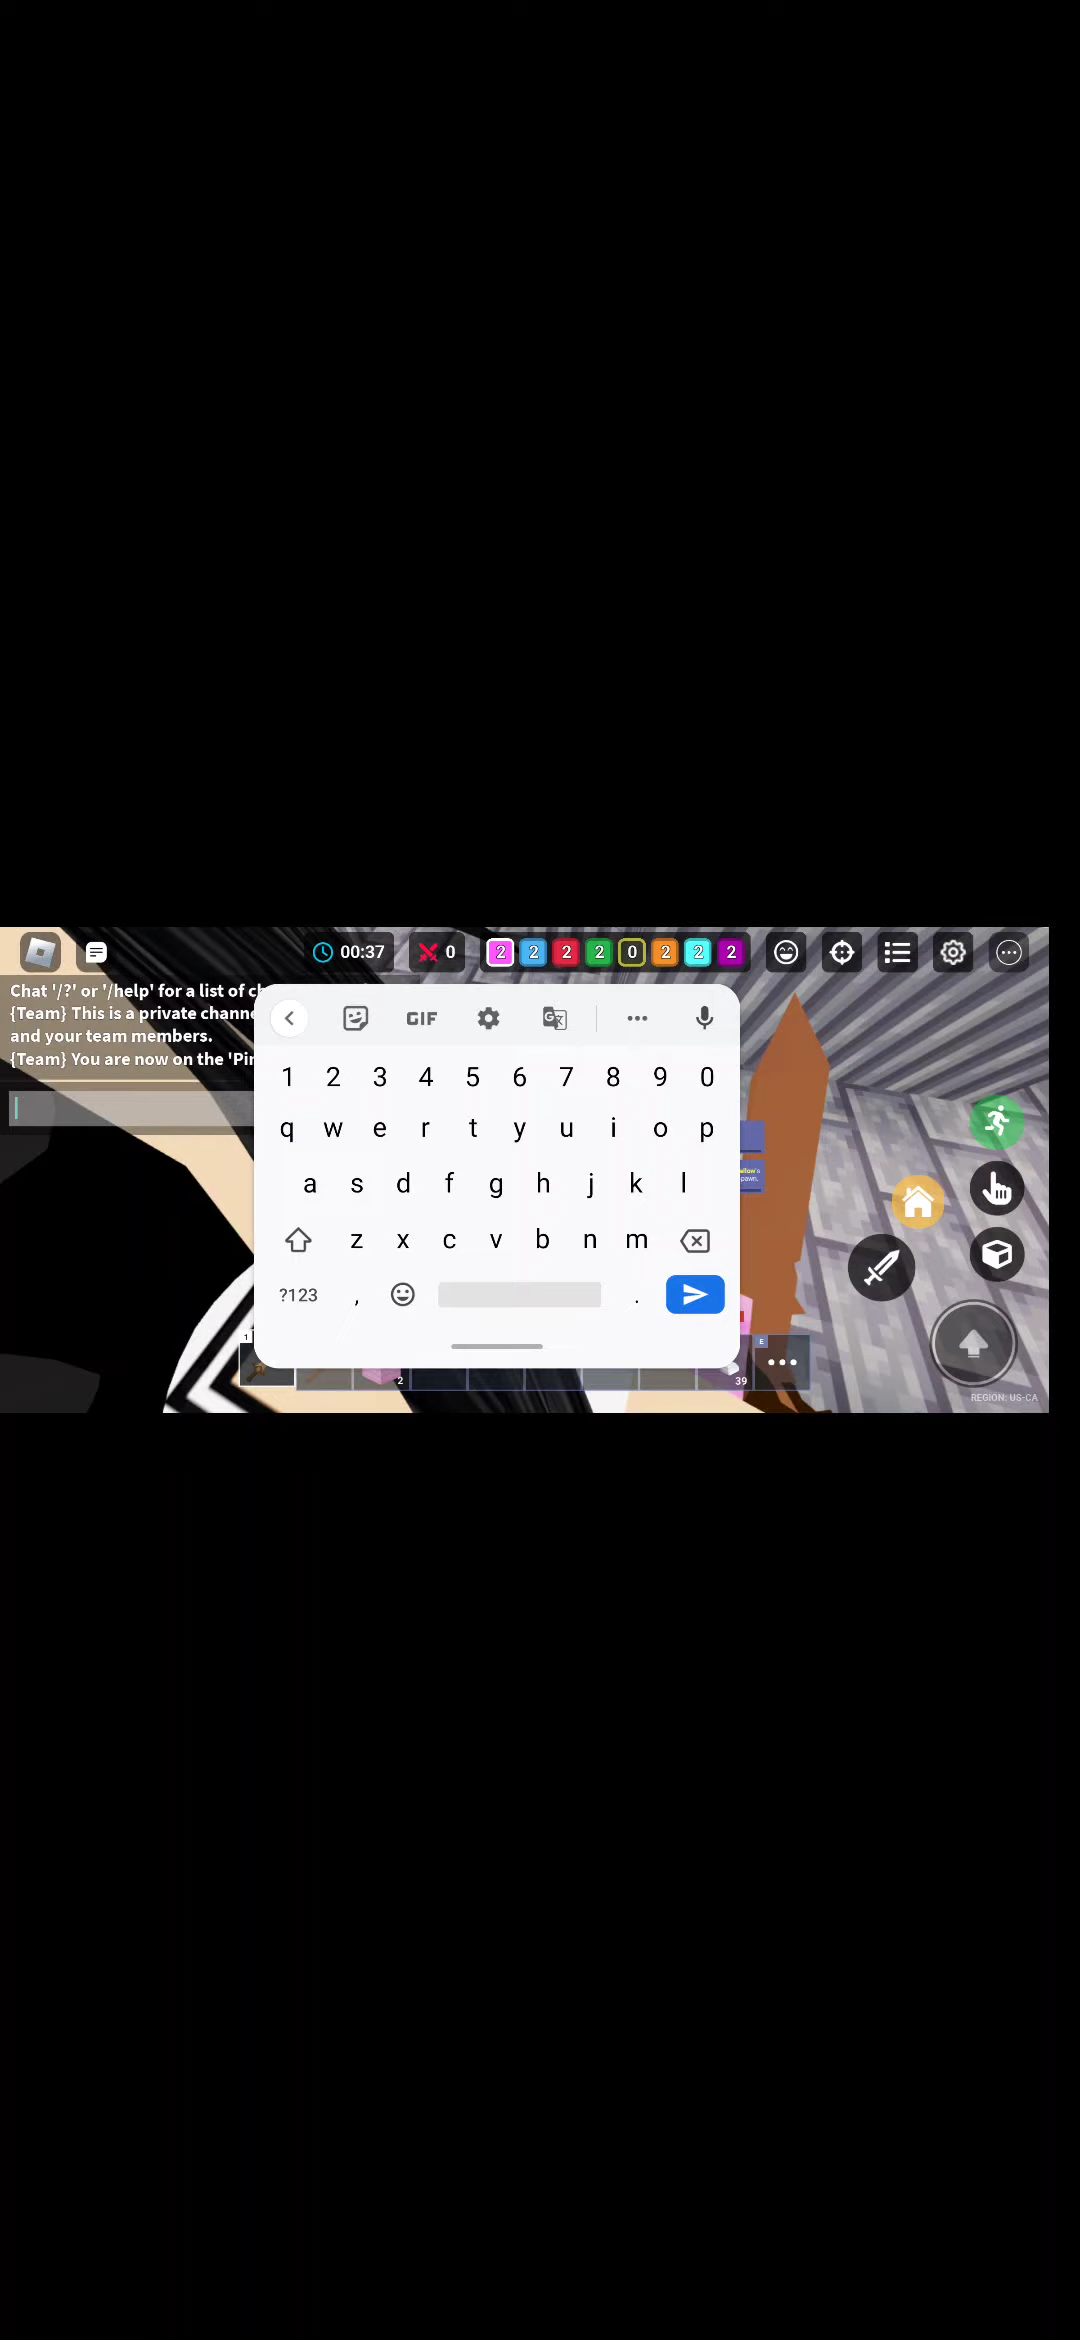 00:37
0
2 2 2 2 0 2 2 2
Chat '/?' or '/help' for a list of
{Team} This is a private
and your team members.
{Team} You are now on the
GIF
1 2 3 4 5 6 7 8 9 0
q w e r t y u i o p
a s d f g h j k l
z x c v b n m
?123 , .
1
2
39
E
REGION: US-CA